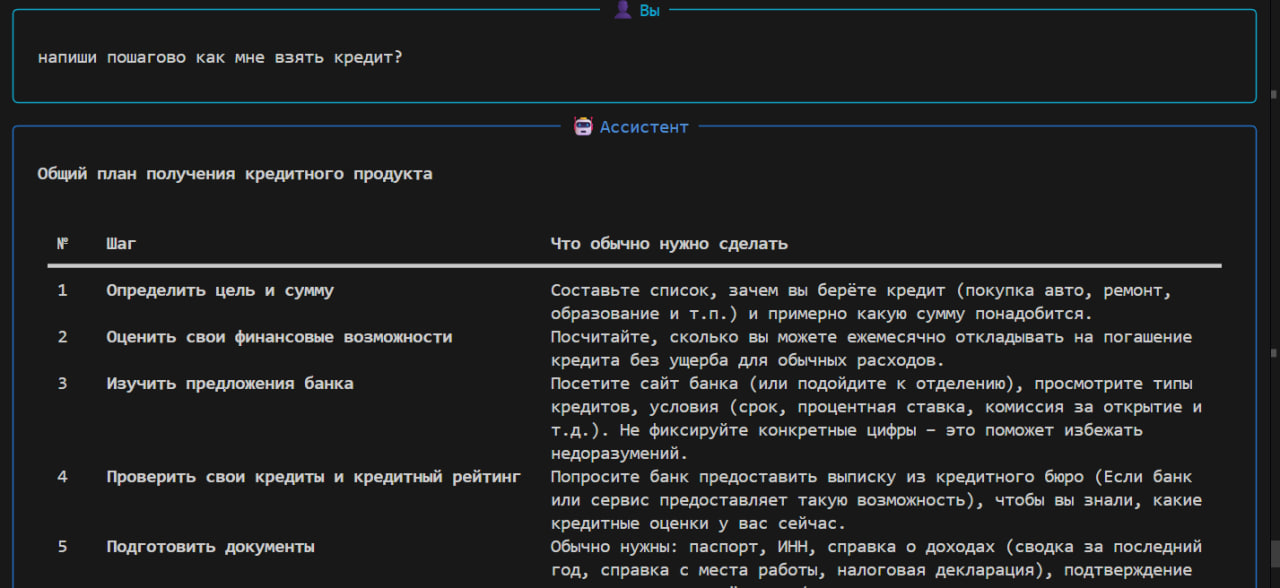 Вы
напиши пошагово как мне взять кредит?
Ассистент
Общий план получения кредитного продукта
№ Шаг Что обычно нужно сделать
1 Определить цель и сумму Составьте список, зачем вы берёте кредит (покупка авто, ремонт,
образование и т.п.) и примерно какую сумму понадобится.
2 Оценить свои финансовые возможности Посчитайте, сколько вы можете ежемесячно откладывать на погашение
кредита без ущерба для обычных расходов.
3 Изучить предложения банка Посетите сайт банка (или подойдите к отделению), просмотрите типы
кредитов, условия (срок, процентная ставка, комиссия за открытие и
т.д.). Не фиксируйте конкретные цифры – это поможет избежать
недоразумений.
4 Проверить свои кредиты и кредитный рейтинг Попросите банк предоставить выписку из кредитного бюро (Если банк
или сервис предоставляет такую возможность), чтобы вы знали, какие
кредитные оценки у вас сейчас.
5 Подготовить документы Обычно нужны: паспорт, ИНН, справка о доходах (сводка за последний
год, справка с места работы, налоговая декларация), подтверждение